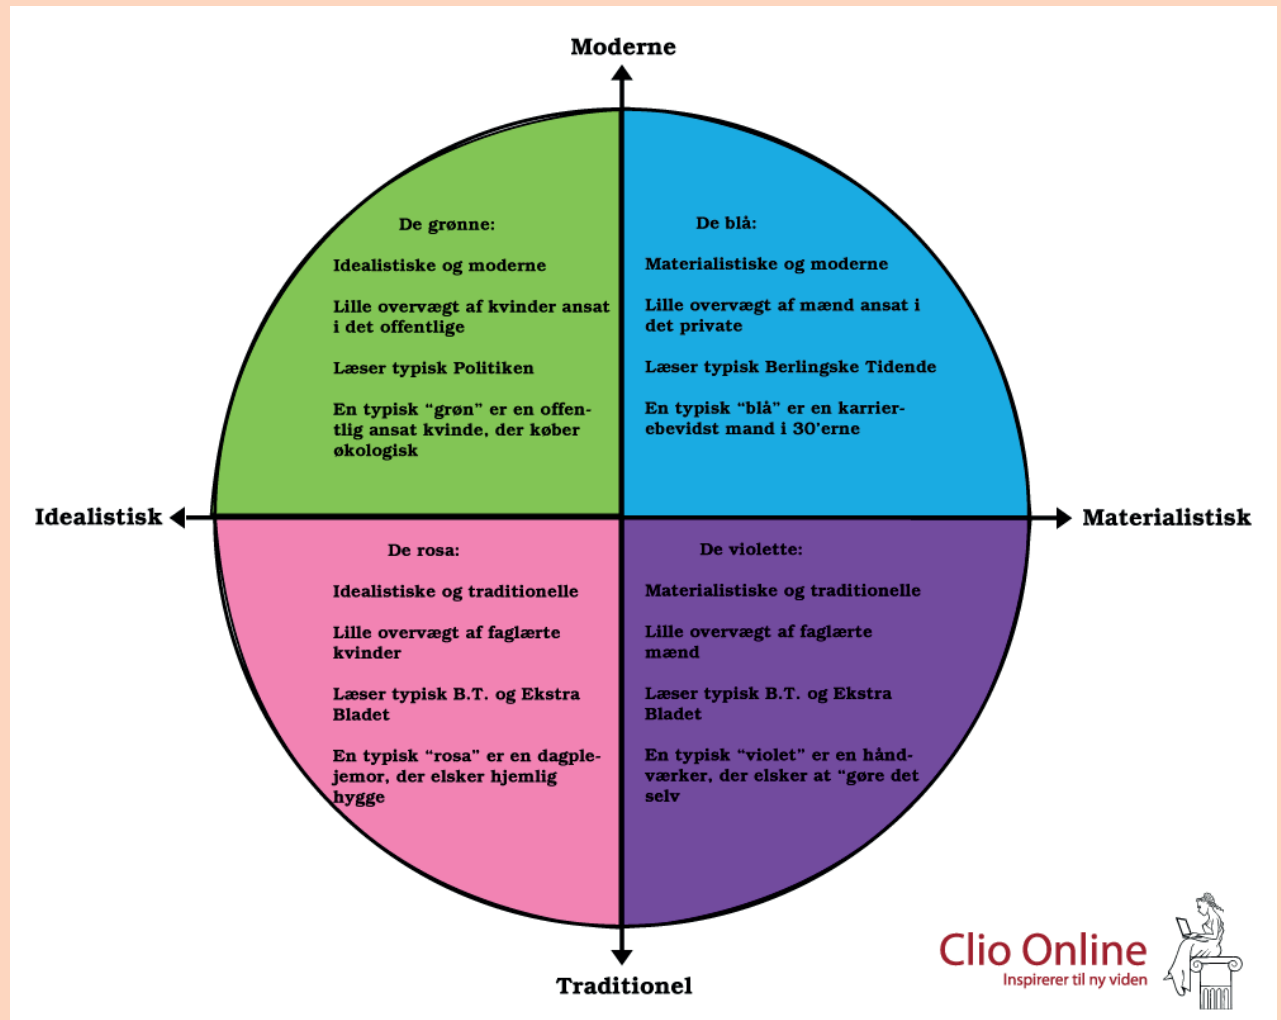 Moderne
De grønne:
Idealistiske og moderne
Lille overvægt af kvinder ansat
i det offentlige
Læser typisk Politiken
En typisk “grøn” er en offen-
tlig ansat kvinde, der køber
økologisk
De blå:
Materialistiske og moderne
Lille overvægt af mænd ansat i
det private
Læser typisk Berlingske Tidende
En typisk “blå” er en karrier-
ebevidst mand i 30’erne
Idealistisk
Materialistisk
De rosa:
Idealistiske og traditionelle
Lille overvægt af faglærte
kvinder
Læser typisk B.T. og Ekstra
Bladet
En typisk “rosa” er en dagple-
jemor, der elsker hjemlig
hygge
De violette:
Materialistiske og traditionelle
Lille overvægt af faglærte
mænd
Læser typisk B.T. og Ekstra
Bladet
En typisk “violet” er en hånd-
værker, der elsker at “gøre det
selv
Traditionel
Clio Online
Inspirerer til ny viden